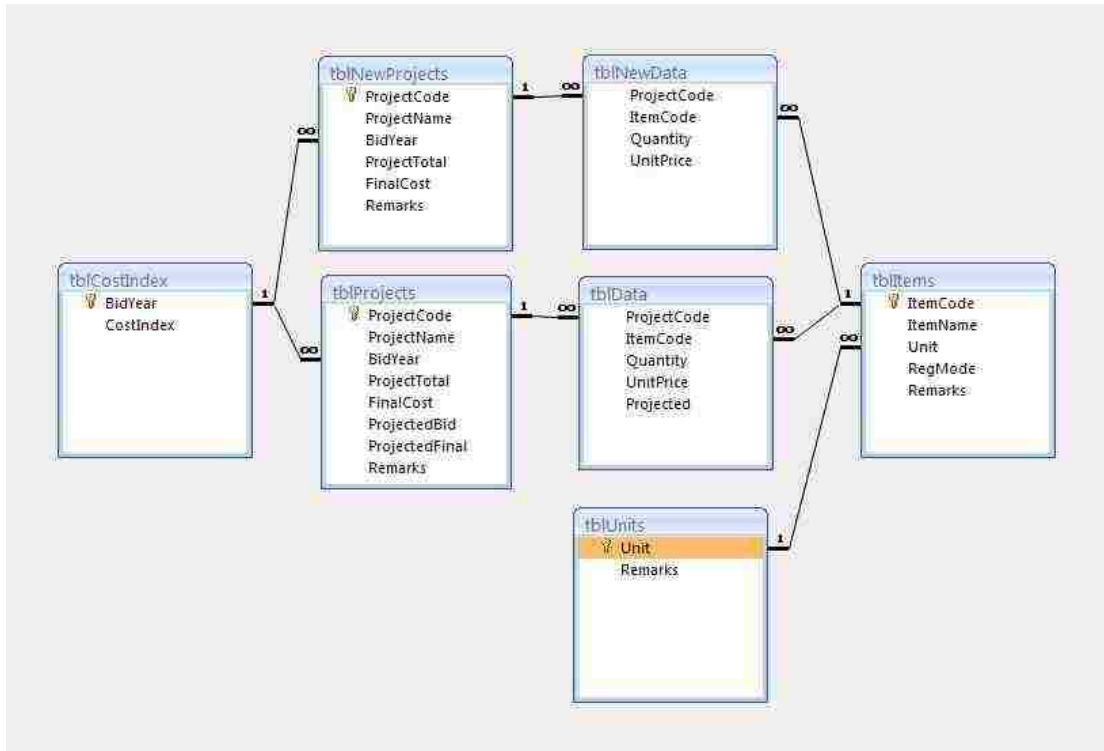 tblNewProjects
ProjectCode
ProjectName
BidYear
ProjectTotal
FinalCost
Remarks
1
∞
tblNewData
ProjectCode
ItemCode
Quantity
UnitPrice
∞
∞
tblCostIndex
BidYear
CostIndex
1
∞
tblProjects
ProjectCode
ProjectName
BidYear
ProjectTotal
FinalCost
ProjectedBid
ProjectedFinal
Remarks
1
∞
tblData
ProjectCode
ItemCode
Quantity
UnitPrice
Projected
∞
1
∞
tblItems
ItemCode
ItemName
Unit
RegMode
Remarks
tblUnits
Unit
Remarks
1